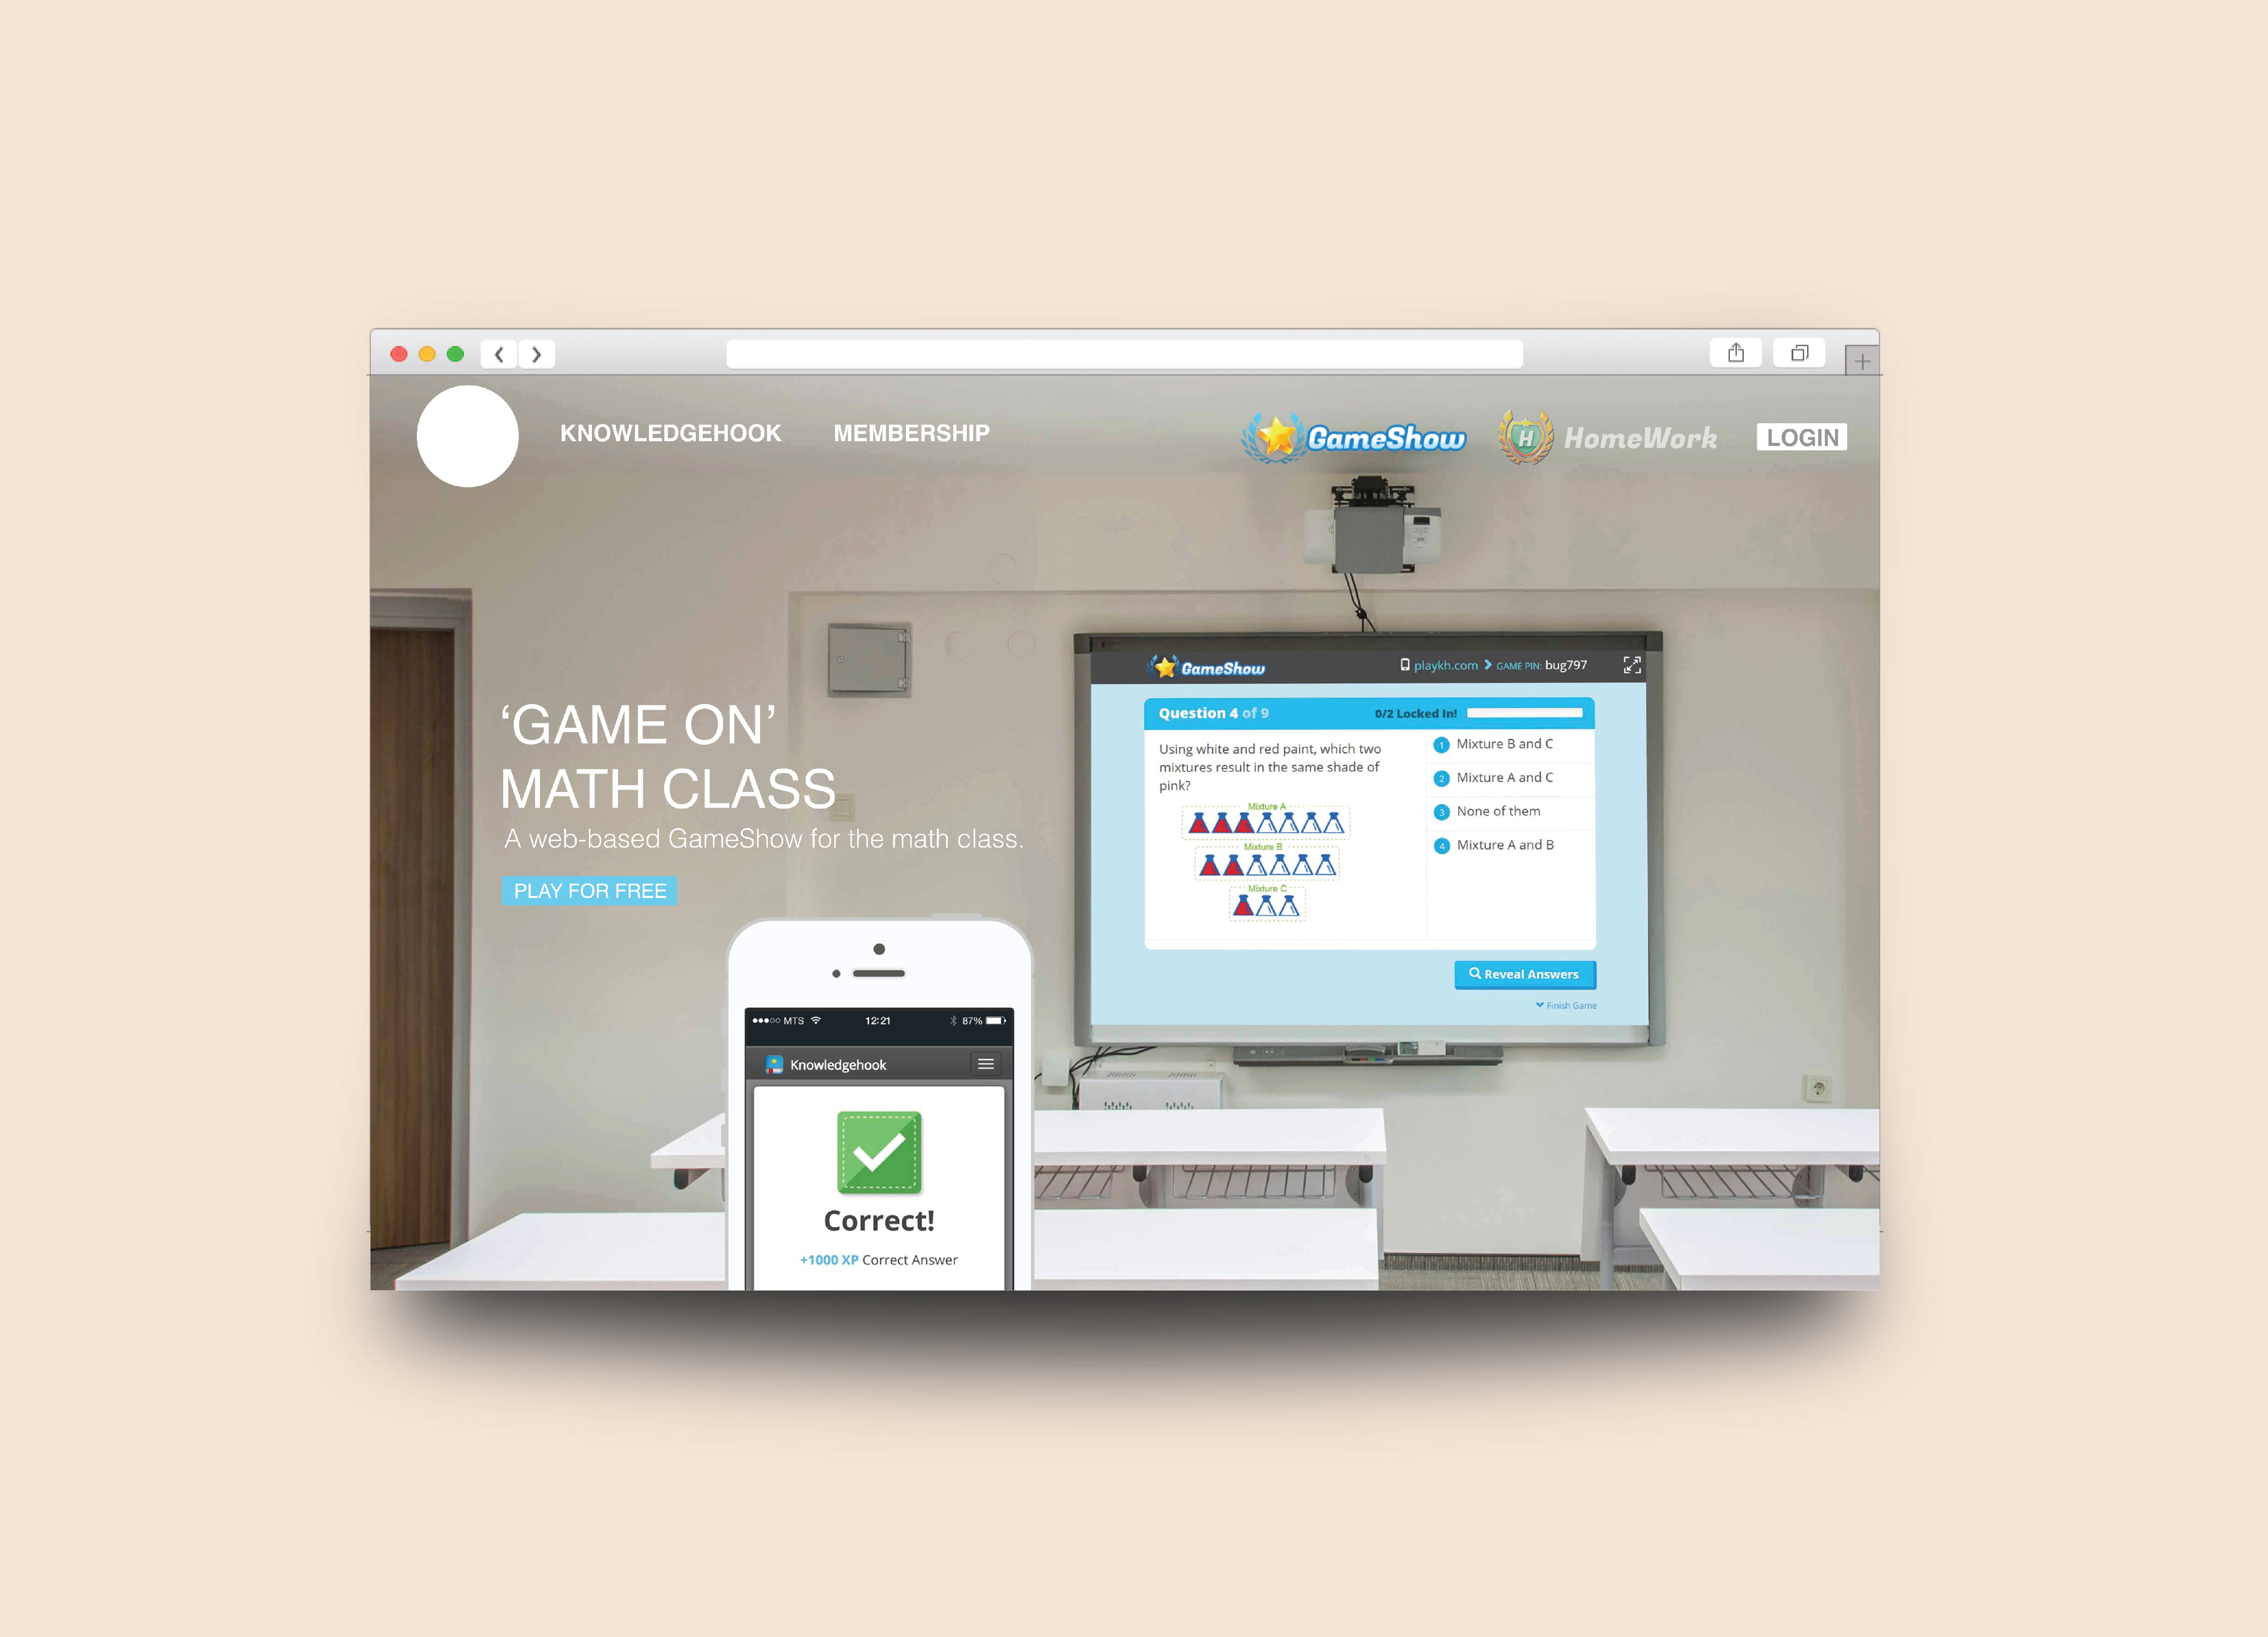 KNOWLEDGEHOOK MEMBERSHIP GameShow H HomeWork LOGIN
GameShow playkh.com GAME PIN: bug797
Question 4 of 9 0/2 Locked In!
Using white and red paint, which two
mixtures result in the same shade of
pink?
Mixture A
Mixture B
Mixture C
1 Mixture B and C
2 Mixture A and C
3 None of them
4 Mixture A and B
Reveal Answers
Finish Game
‘GAME ON’
MATH CLASS
A web-based GameShow for the math class.
PLAY FOR FREE
MTS 12:21 87%
Knowledgehook
Correct!
+1000 XP Correct Answer